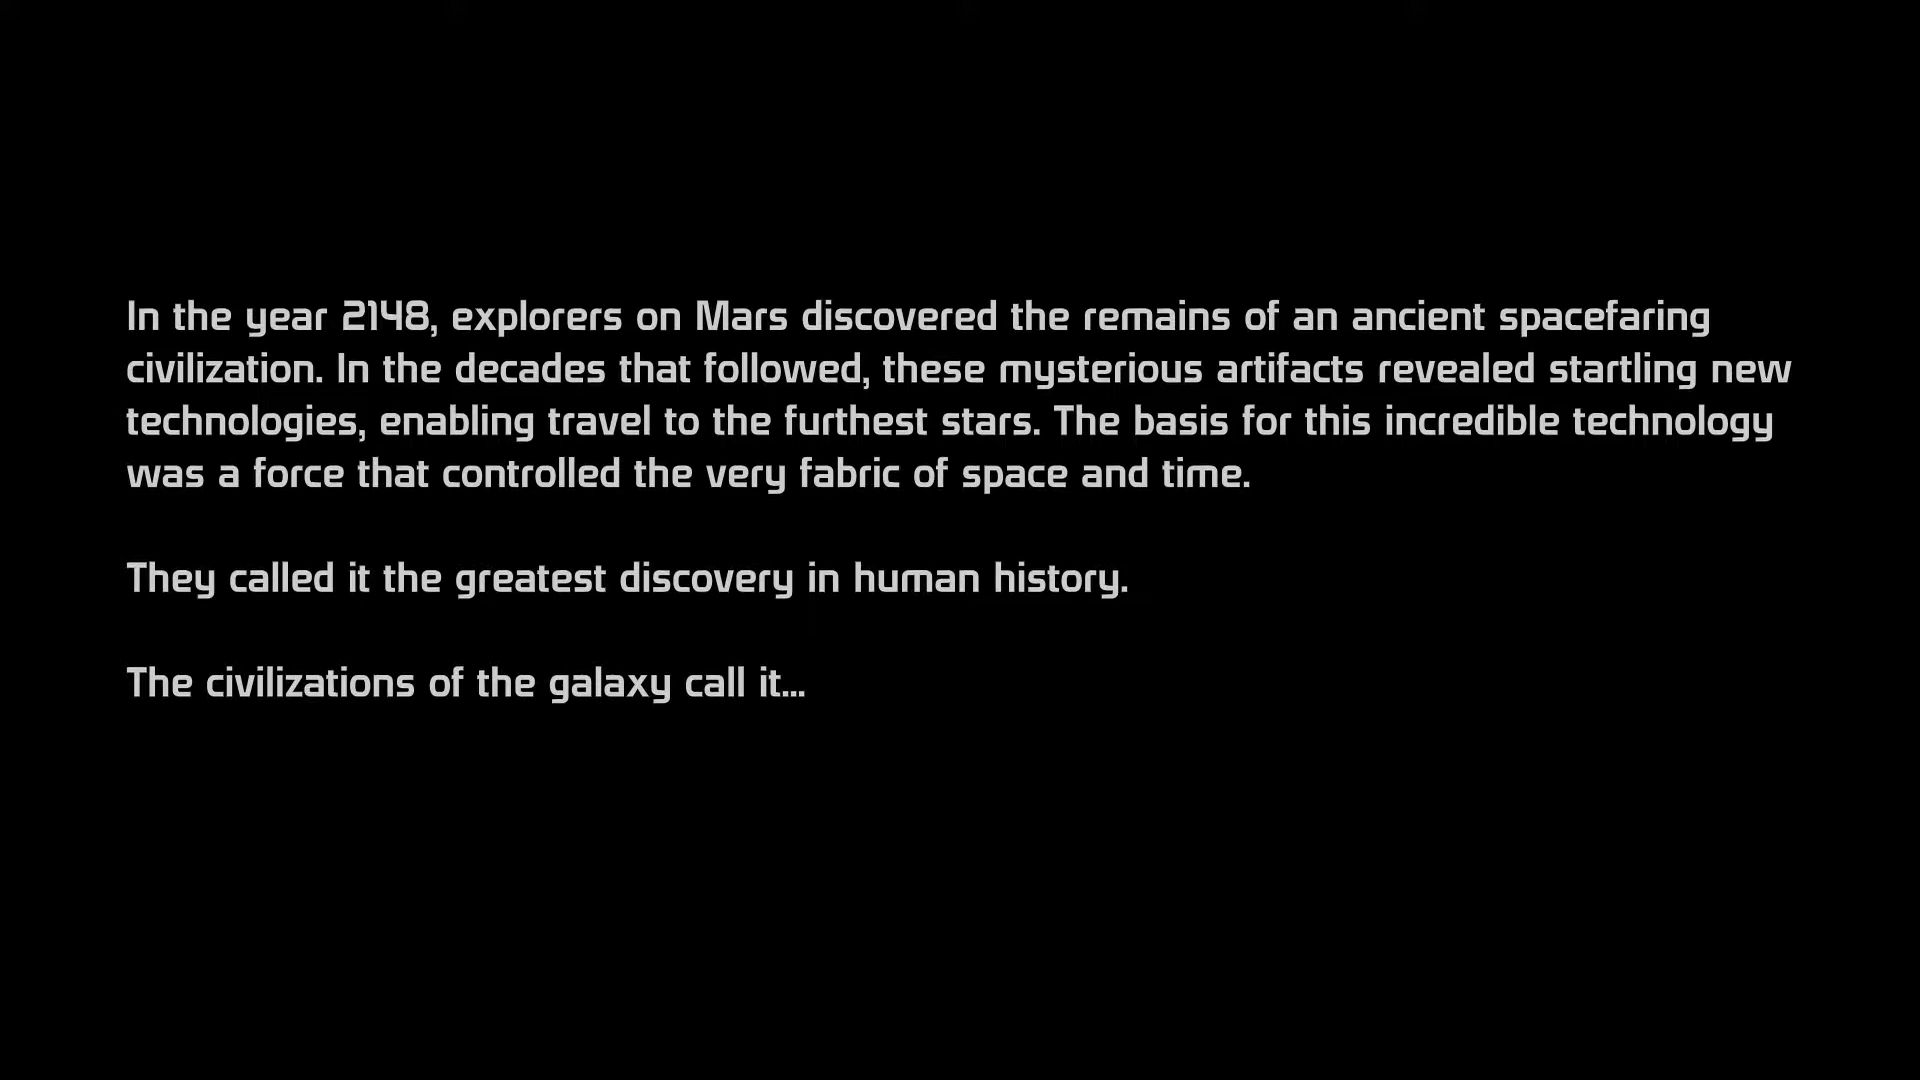 In the year 2148, explorers on Mars discovered the remains of an ancient spacefaring
civilization. In the decades that followed, these mysterious artifacts revealed startling new
technologies, enabling travel to the furthest stars. The basis for this incredible technology
was a force that controlled the very fabric of space and time.
They called it the greatest discovery in human history.
The civilizations of the galaxy call it...